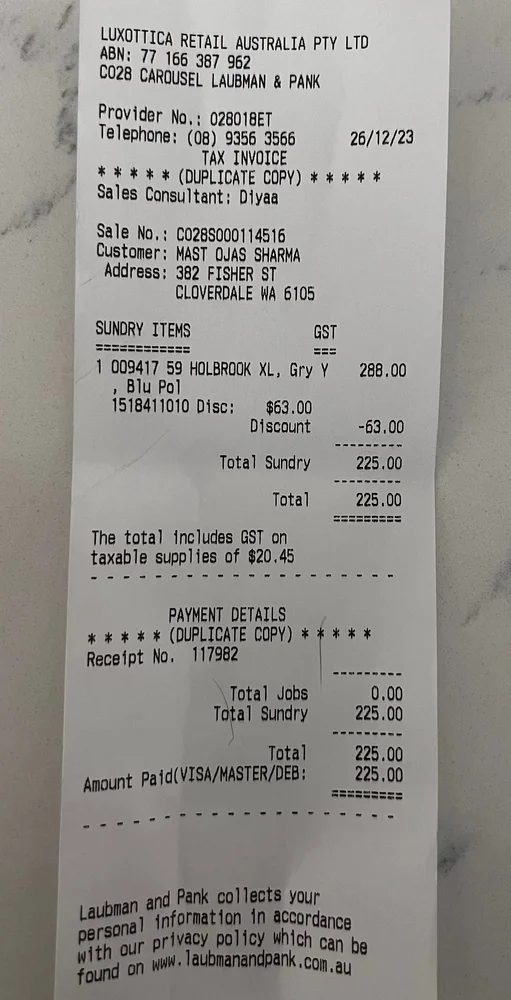 LUXOTTICA RETAIL AUSTRALIA PTY LTD
ABN: 77 166 387 962
CO28 CAROUSEL LAUBMAN & PANK
Provider No.: 028018ET
Telephone: (08) 9356 3566 26/12/23
TAX INVOICE
* * * * * (DUPLICATE COPY) * * * * *
Sales Consultant: Diyaa
Sale No.: CO28S000114516
Customer: MAST OJAS SHARMA
Address: 382 FISHER ST
CLOVERDALE WA 6105
SUNDRY ITEMS GST
============ ===
1 009417 59 HOLBROOK XL, Gry Y 288.00
, Blu Pol
1518411010 Disc: $63.00
Discount -63.00
---------
Total Sundry 225.00
---------
Total 225.00
=========
The total includes GST on
taxable supplies of $20.45
- - - - - - - - - - - - - - - - - - - - -
PAYMENT DETAILS
* * * * * (DUPLICATE COPY) * * * * *
Receipt No. 117982
---------
Total Jobs 0.00
Total Sundry 225.00
---------
Total 225.00
Amount Paid(VISA/MASTER/DEB: 225.00
=========
- - - - - - - - - - - - - - - - - - - - -
Laubman and Pank collects your
personal information in accordance
with our privacy policy which can be
found on www.laubmanandpank.com.au